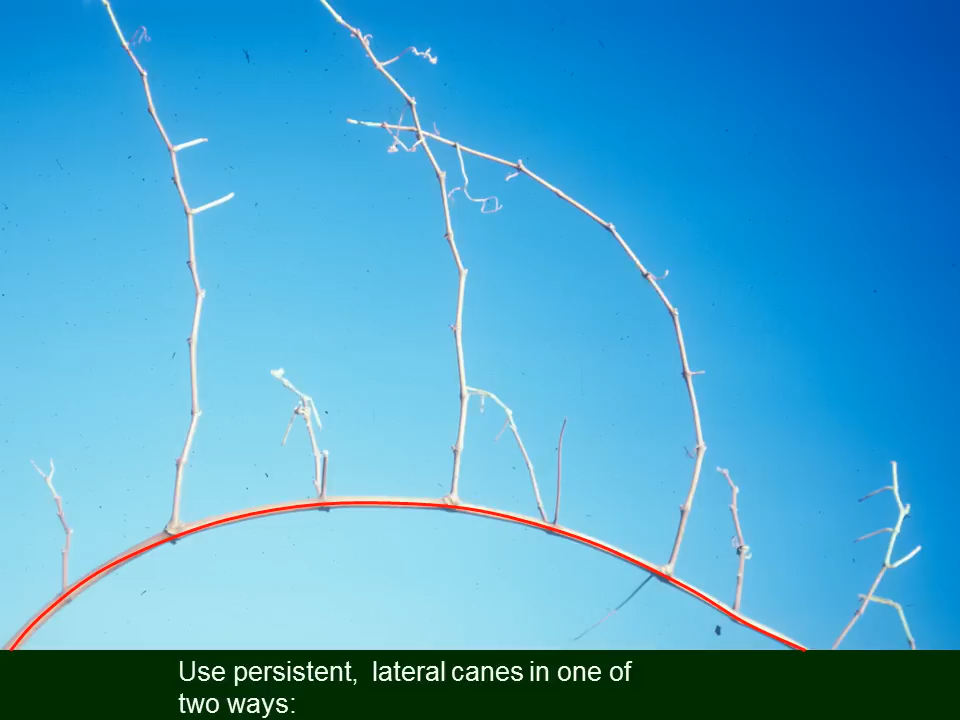 Use persistent,  lateral canes in one of
two ways: